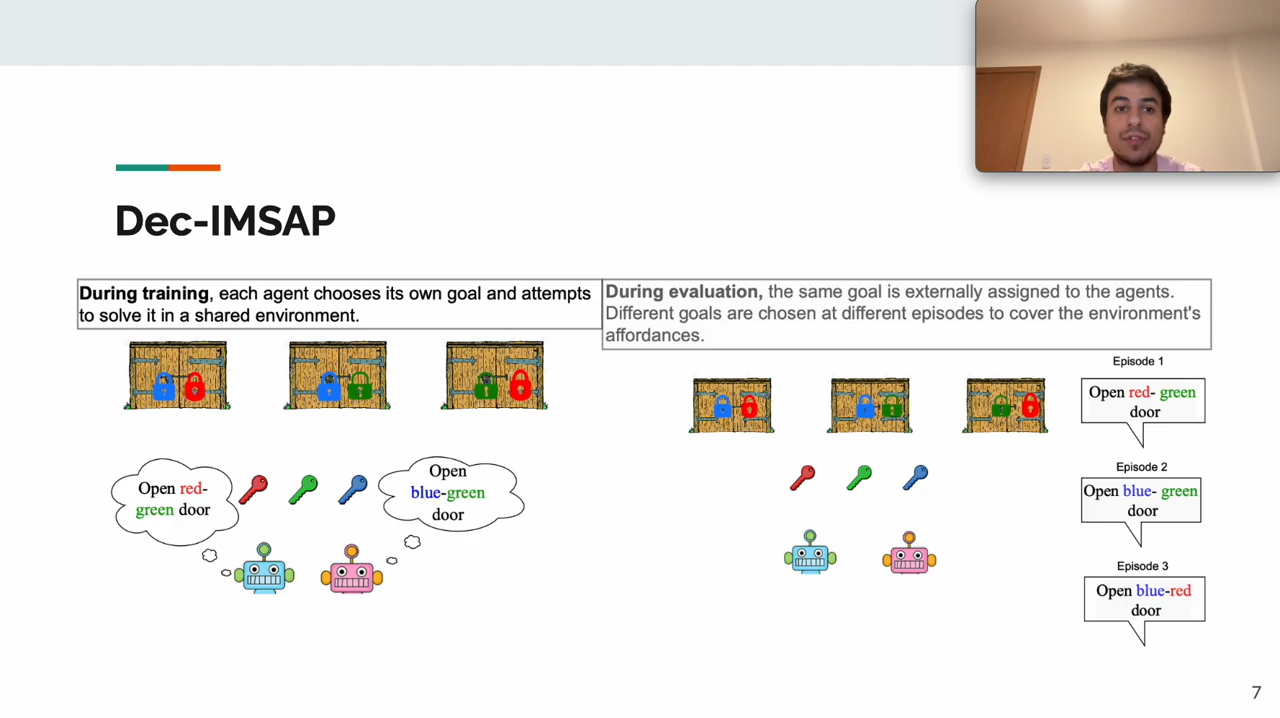 Dec-IMSAP
During training, each agent chooses its own goal and attempts
to solve it in a shared environment.
Open red-
green door
Open
blue-green
door
During evaluation, the same goal is externally assigned to the agents.
Different goals are chosen at different episodes to cover the environment's
affordances.
Episode 1
Open red- green
door
Episode 2
Open blue- green
door
Episode 3
Open blue-red
door
7